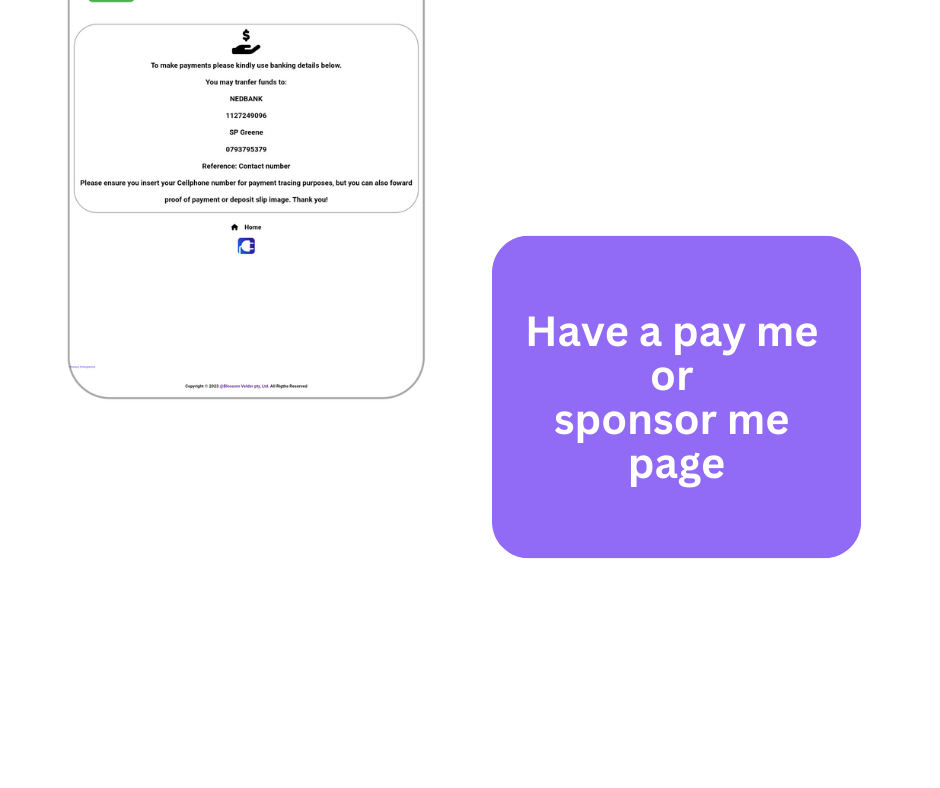 To make payments please kindly use banking details below.
You may tranfer funds to:
NEDBANK
1127249096
SP Greene
0793795379
Reference: Contact number
Please ensure you insert your Cellphone number for payment tracing purposes, but you can also foward
proof of payment or deposit slip image. Thank you!
Home
Copyright © 2023 @Blossom Velder pty, Ltd. All Rigths Reserved
Have a pay me
or
sponsor me
page